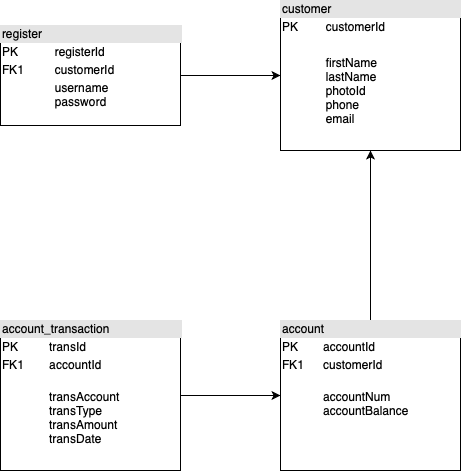 register
PK registerId
FK1 customerId
username
password
customer
PK customerId
firstName
lastName
photoId
phone
email
account_transaction
PK transId
FK1 accountId
transAccount
transType
transAmount
transDate
account
PK accountId
FK1 customerId
accountNum
accountBalance